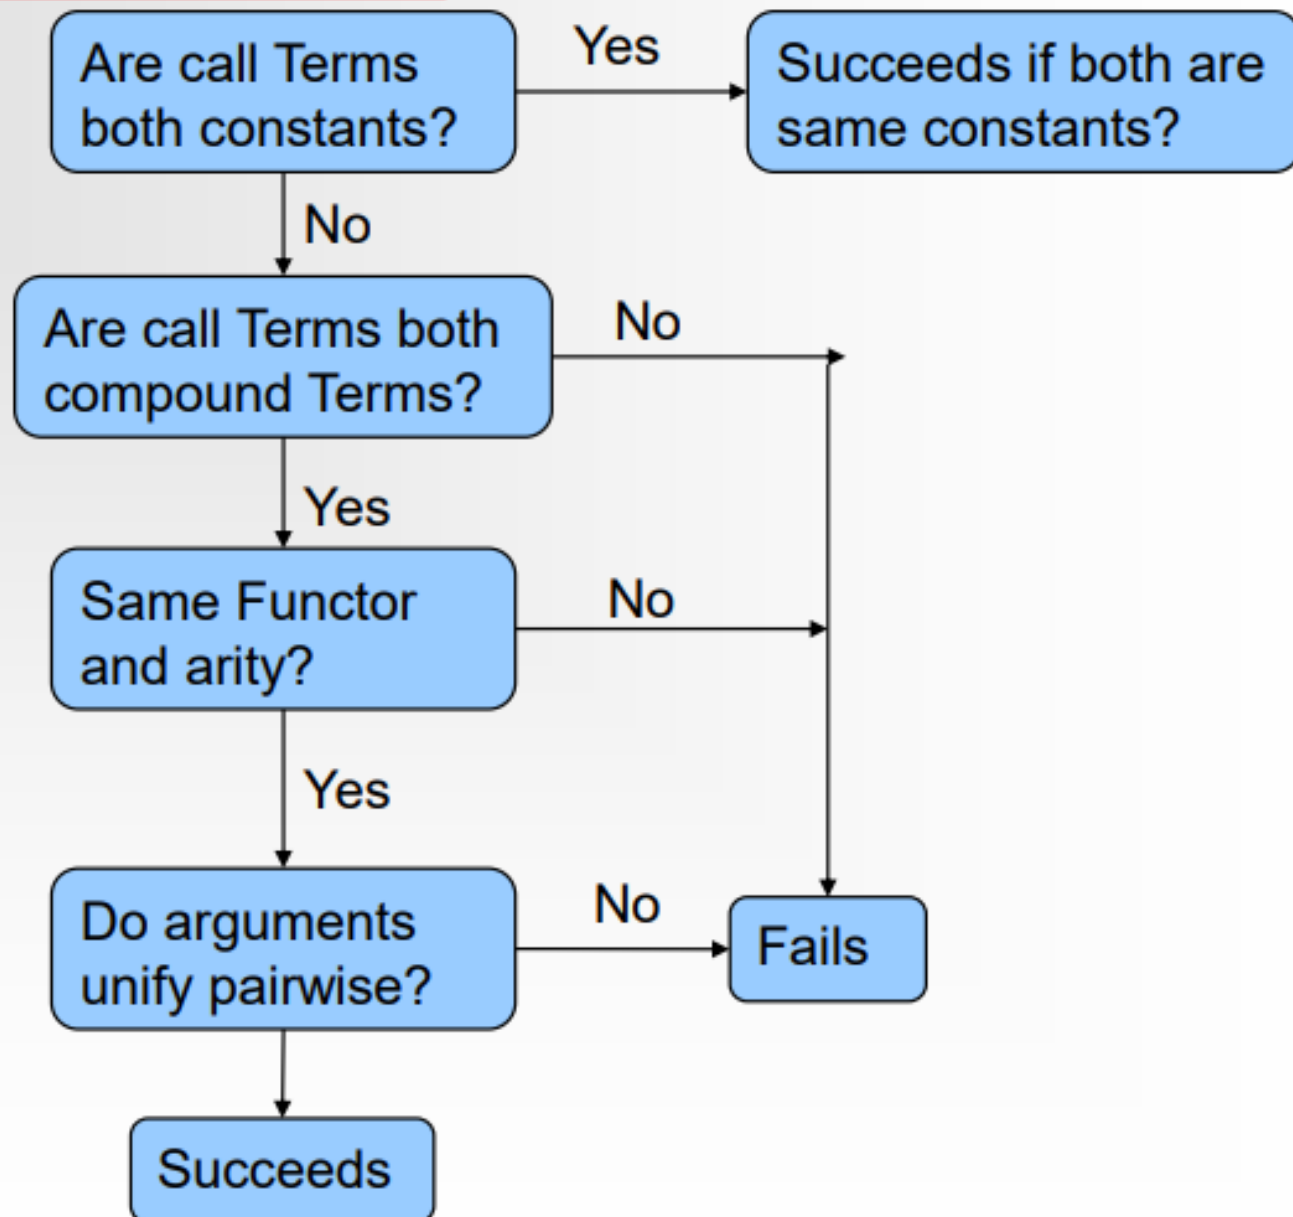 Are call Terms
both constants?
Yes
Succeeds if both are
same constants?
No
Are call Terms both
compound Terms?
No
Yes
Same Functor
and arity?
No
Yes
Do arguments
unify pairwise?
No
Fails
Succeeds